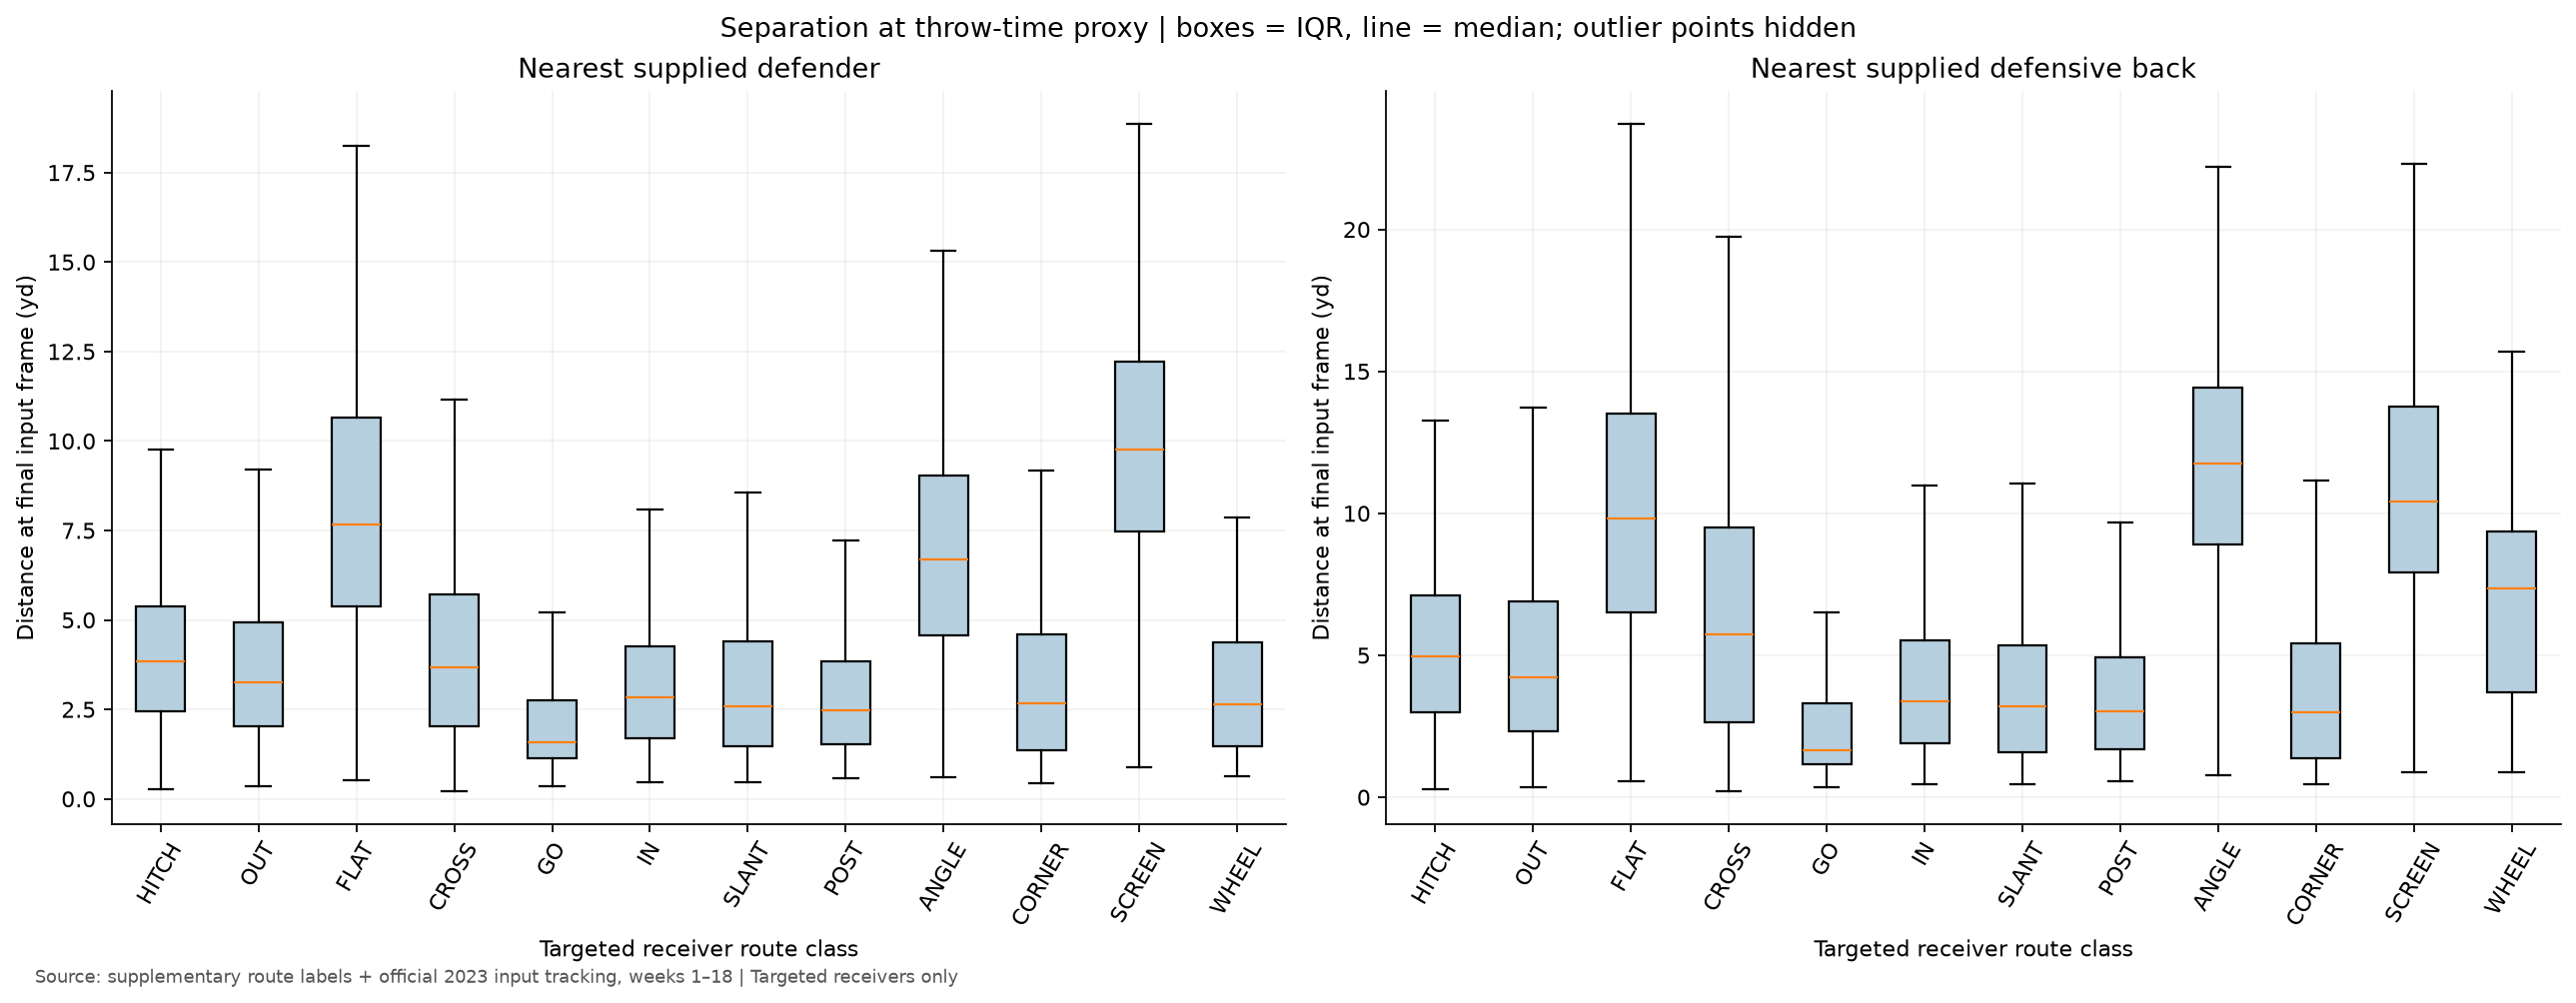 Separation at throw-time proxy | boxes = IQR, line = median; outlier points hidden
Nearest supplied defender
Distance at final input frame (yd)
17.5
15.0
12.5
10.0
7.5
5.0
2.5
0.0
HITCH
OUT
FLAT
CROSS
GO
IN
SLANT
POST
ANGLE
CORNER
SCREEN
WHEEL
Targeted receiver route class
Nearest supplied defensive back
Distance at final input frame (yd)
20
15
10
5
0
HITCH
OUT
FLAT
CROSS
GO
IN
SLANT
POST
ANGLE
CORNER
SCREEN
WHEEL
Targeted receiver route class
Source: supplementary route labels + official 2023 input tracking, weeks 1–18 | Targeted receivers only